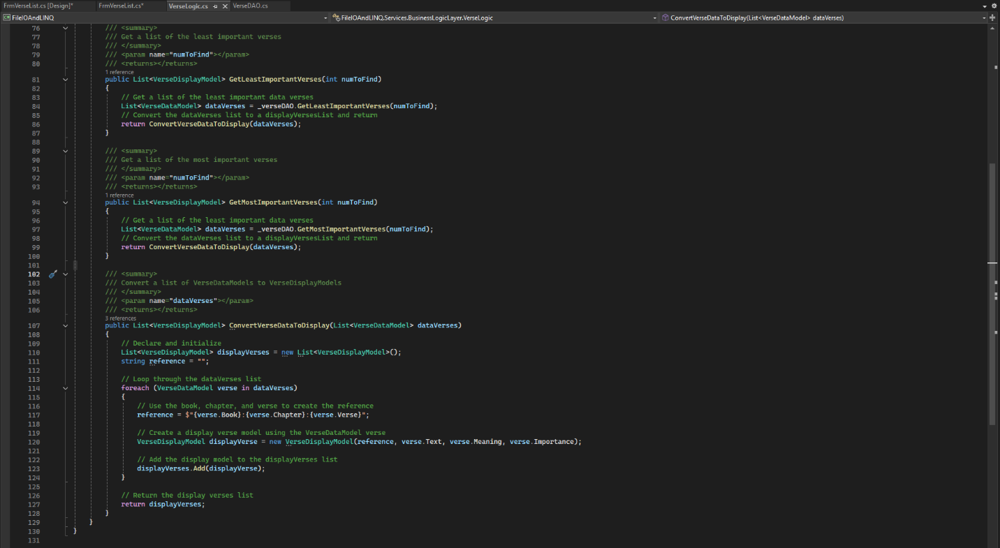 FrmVerseList.cs [Design]* FrmVerseList.cs* VerseLogic.cs VerseDAO.cs
FileIOAndLINQ FileIOAndLINQ.Services.BusinessLogicLayer.VerseLogic ConvertVerseDataToDisplay(List<VerseDataModel> dataVerses)
76 /// <summary>
77 /// Get a list of the least important verses
78 /// </summary>
79 /// <param name="numToFind"></param>
80 /// <returns></returns>
1 reference
81 public List<VerseDisplayModel> GetLeastImportantVerses(int numToFind)
82 {
83 // Get a list of the least important data verses
84 List<VerseDataModel> dataVerses = _verseDAO.GetLeastImportantVerses(numToFind);
85 // Convert the dataVerses list to a displayVersesList and return
86 return ConvertVerseDataToDisplay(dataVerses);
87 }
88
89 /// <summary>
90 /// Get a list of the most important verses
91 /// </summary>
92 /// <param name="numToFind"></param>
93 /// <returns></returns>
1 reference
94 public List<VerseDisplayModel> GetMostImportantVerses(int numToFind)
95 {
96 // Get a list of the least important data verses
97 List<VerseDataModel> dataVerses = _verseDAO.GetMostImportantVerses(numToFind);
98 // Convert the dataVerses list to a displayVersesList and return
99 return ConvertVerseDataToDisplay(dataVerses);
100 }
101
102 /// <summary>
103 /// Convert a list of VerseDataModels to VerseDisplayModels
104 /// </summary>
105 /// <param name="dataVerses"></param>
106 /// <returns></returns>
3 references
107 public List<VerseDisplayModel> ConvertVerseDataToDisplay(List<VerseDataModel> dataVerses)
108 {
109 // Declare and initialize
110 List<VerseDisplayModel> displayVerses = new List<VerseDisplayModel>();
111 string reference = "";
112
113 // Loop through the dataVerses list
114 foreach (VerseDataModel verse in dataVerses)
115 {
116 // Use the book, chapter, and verse to create the reference
117 reference = $"{verse.Book}:{verse.Chapter}:{verse.Verse}";
118
119 // Create a display verse model using the VerseDataModel verse
120 VerseDisplayModel displayVerse = new VerseDisplayModel(reference, verse.Text, verse.Meaning, verse.Importance);
121
122 // Add the display model to the displayVerses list
123 displayVerses.Add(displayVerse);
124 }
125
126 // Return the display verses list
127 return displayVerses;
128 }
129 }
130 }
131